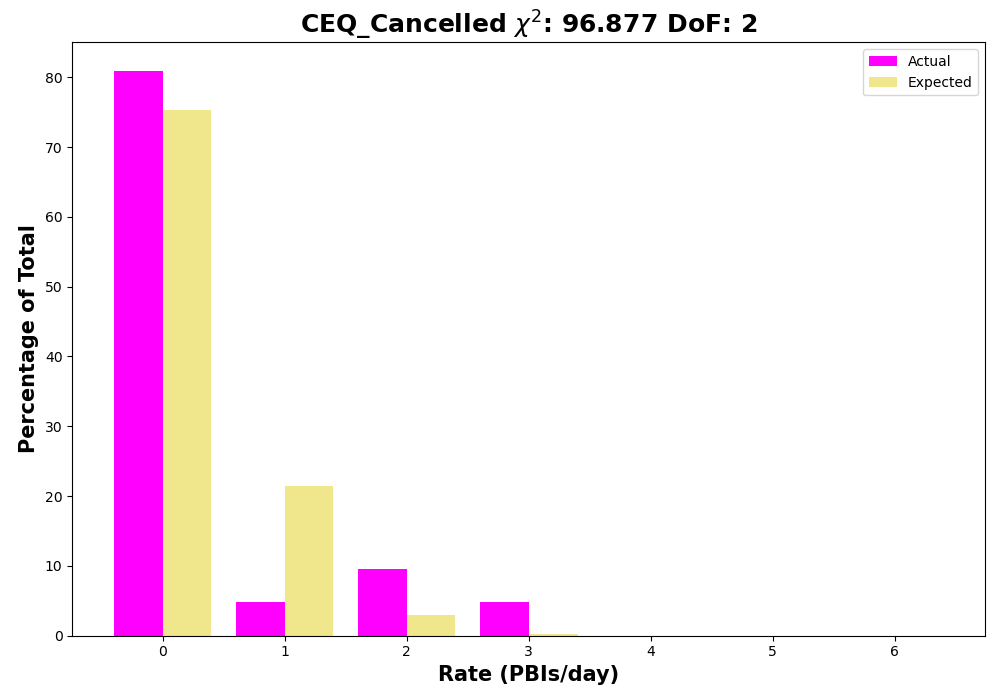 CEQ_Cancelled χ²: 96.877 DoF: 2
Actual
Expected
Percentage of Total
80
70
60
50
40
30
20
10
0
0 1 2 3 4 5 6
Rate (PBIs/day)